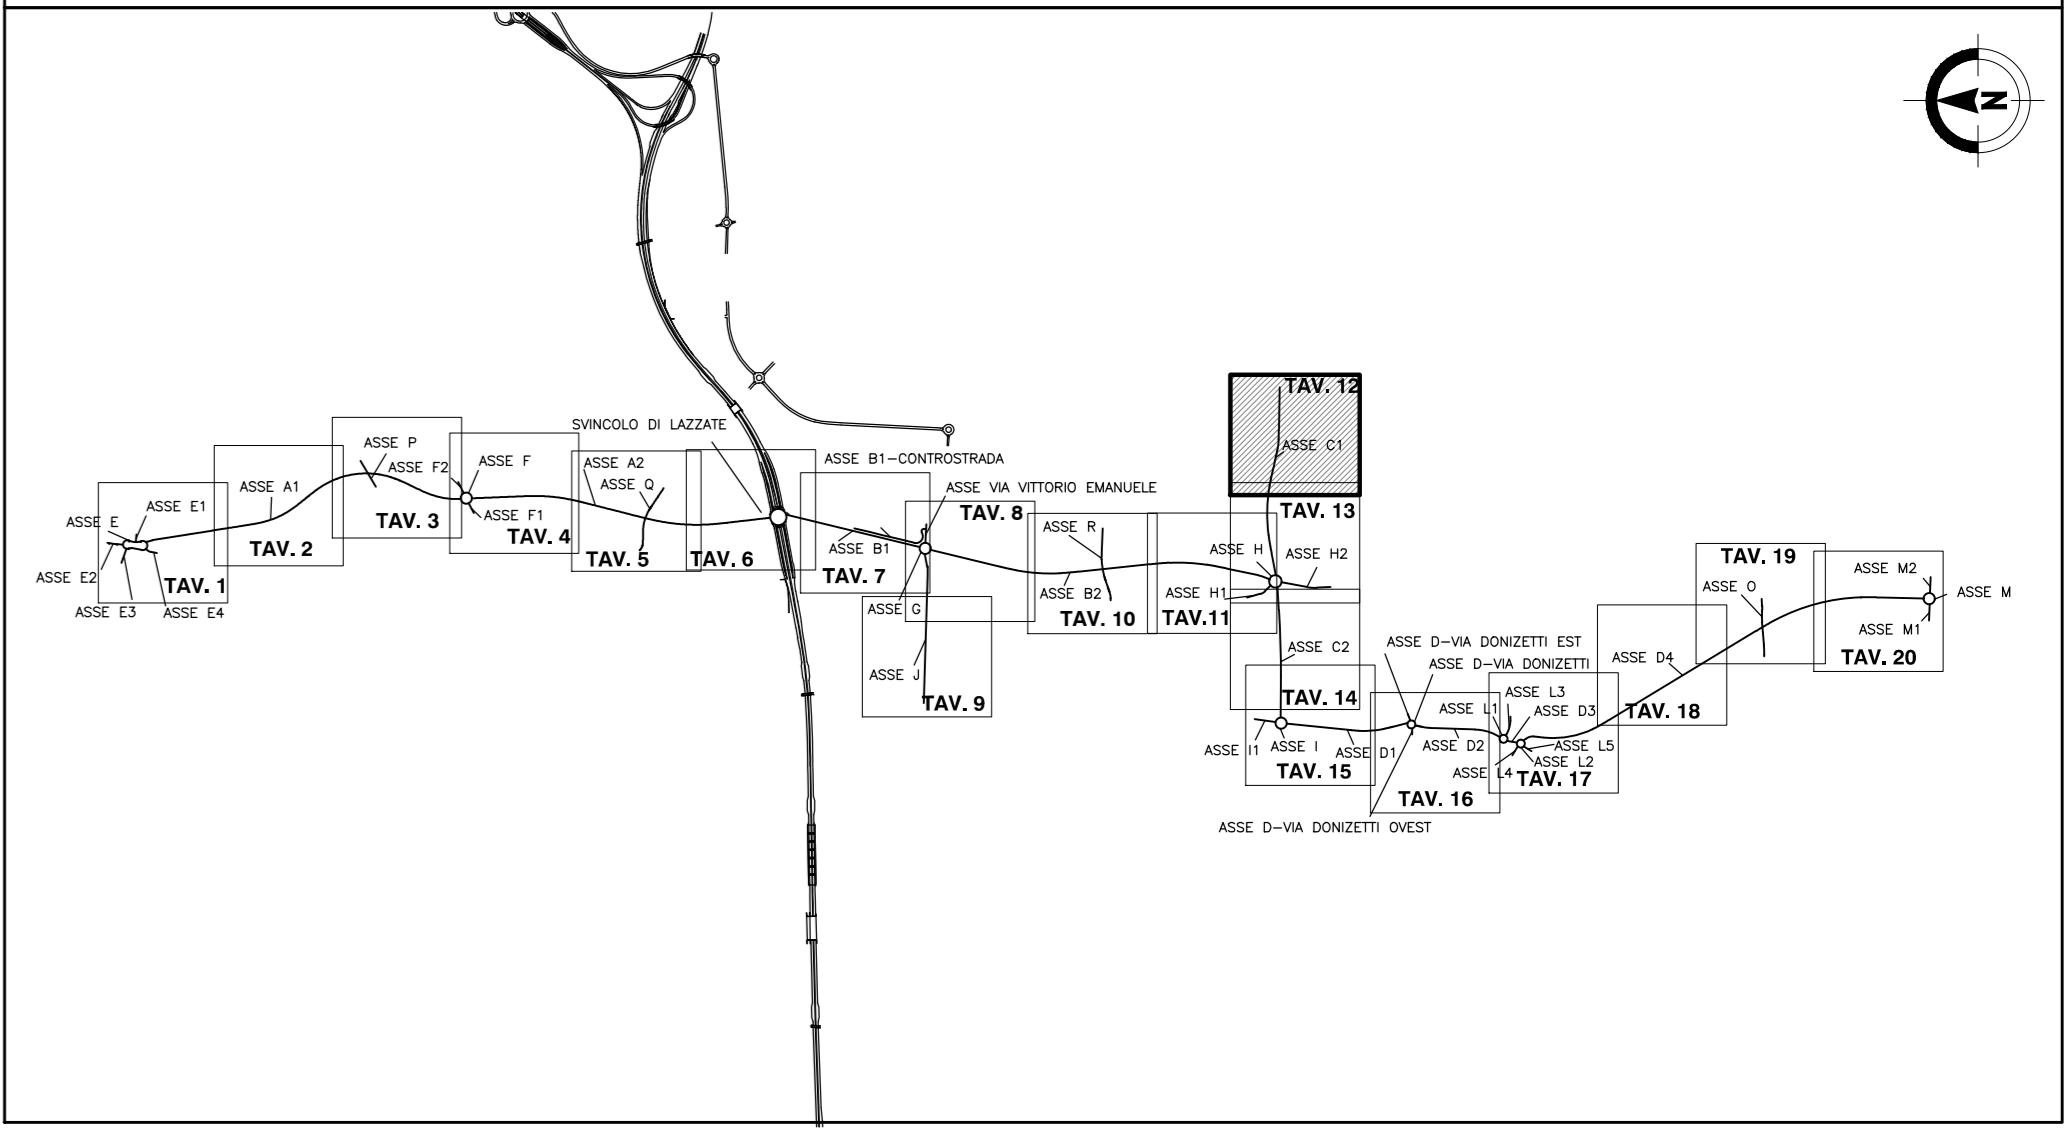 N
TAV. 12
ASSE C1
SVINCOLO DI LAZZATE
ASSE P
ASSE F2
ASSE F
ASSE A2
ASSE Q
ASSE B1-CONTROSTRADA
ASSE VIA VITTORIO EMANUELE
ASSE A1
ASSE E1
ASSE E
TAV. 3
ASSE F1
TAV. 4
TAV. 8
TAV. 13
ASSE R
TAV. 2
TAV. 5
TAV. 6
ASSE B1
TAV. 7
ASSE H
ASSE H2
TAV. 19
ASSE E2
TAV. 1
ASSE E3
ASSE E4
ASSE G
ASSE B2
TAV. 10
ASSE H1
TAV.11
ASSE O
ASSE M2
ASSE M
ASSE M1
TAV. 20
ASSE J
TAV. 9
ASSE C2
TAV. 14
ASSE D-VIA DONIZETTI EST
ASSE D-VIA DONIZETTI
ASSE D4
ASSE L3
ASSE L1
ASSE D3
TAV. 18
ASSE I1
ASSE I
ASSE D1
ASSE D2
ASSE L5
ASSE L2
ASSE L4
TAV. 15
TAV. 17
TAV. 16
ASSE D-VIA DONIZETTI OVEST